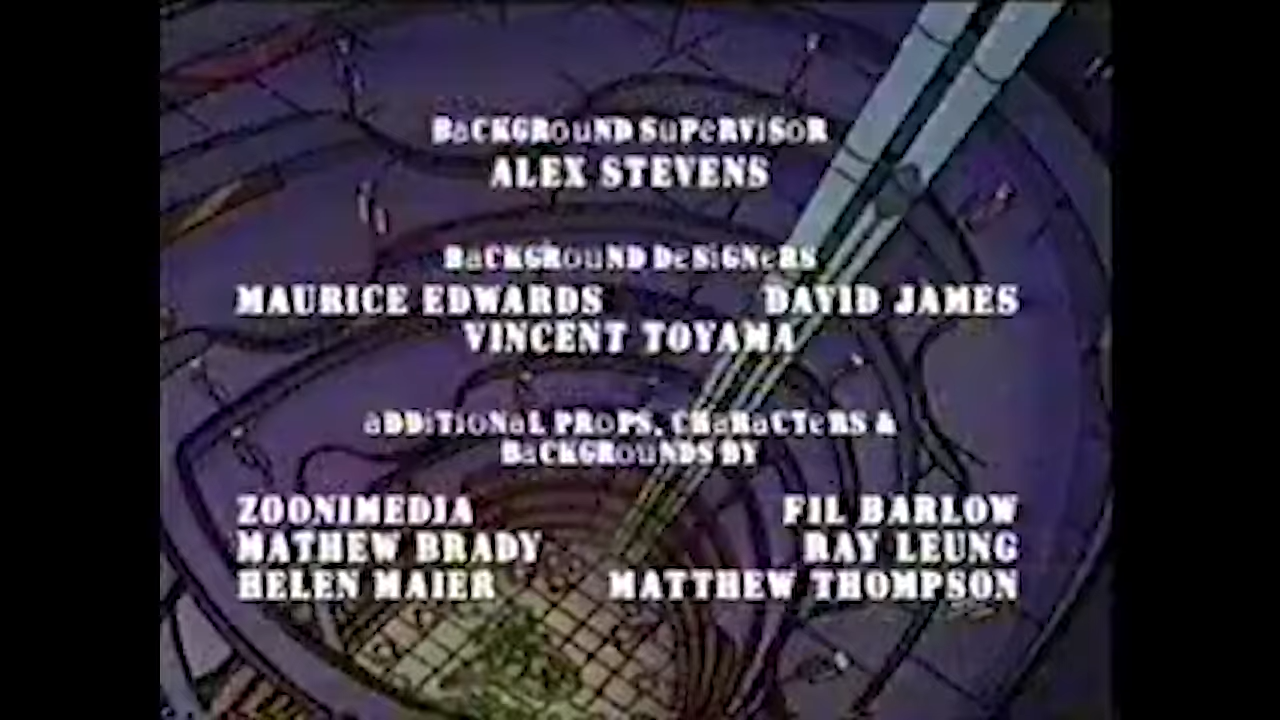 BaCKGRouND SuPeRViSoR
ALEX STEVENS
BaCKGRouND DeSiGNeRS
MAURICE EDWARDS DAVID JAMES
VINCENT TOYAMA
aDDiTioNaL PRoPS, CHaRaCTeRS &
BaCKGRouNDS BY
ZOONIMEDIA FIL BARLOW
MATHEW BRADY RAY LEUNG
HELEN MAIER MATTHEW THOMPSON